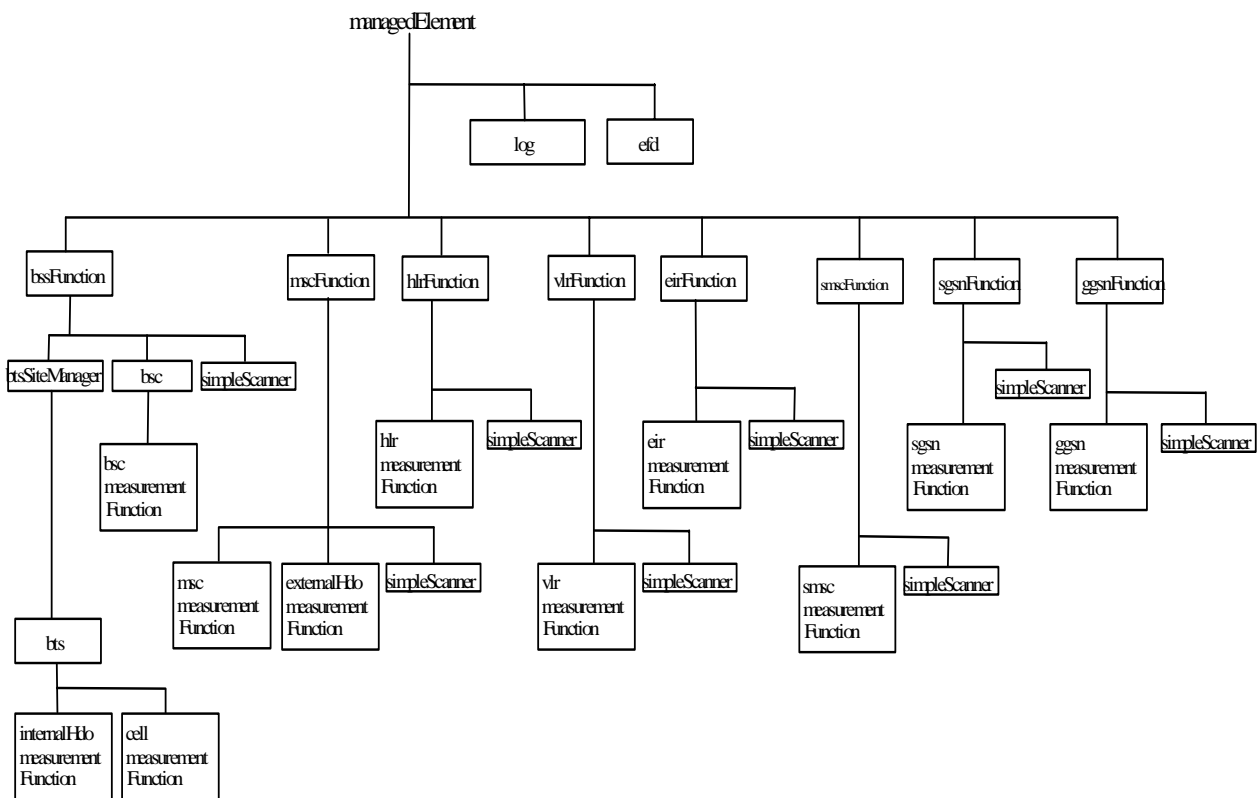 managedElement
log
efd
bssFunction
mscFunction
hlrFunction
vlrFunction
eirFunction
smscFunction
sgsnFunction
ggsnFunction
btsSiteManager
bsc
simpleScanner
simpleScanner
simpleScanner
simpleScanner
simpleScanner
simpleScanner
bsc
measurement
Function
hlr
measurement
Function
eir
measurement
Function
sgsn
measurement
Function
ggsn
measurement
Function
msc
measurement
Function
externalHdo
measurement
Function
simpleScanner
vlr
measurement
Function
simpleScanner
smsc
measurement
Function
simpleScanner
bts
internalHdo
measurement
Function
cell
measurement
Function